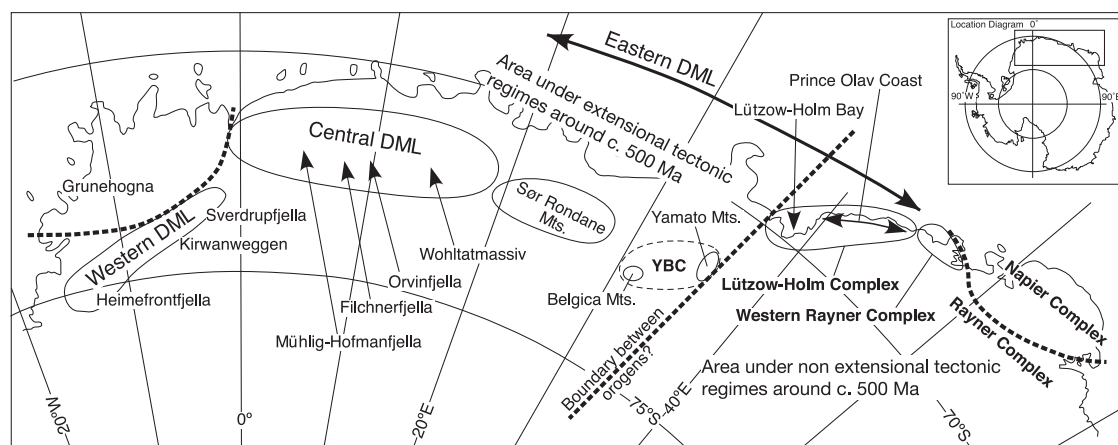 Location Diagram 0°
90°W
90°E
Eastern DML
Area under extensional tectonic
regimes around c. 500 Ma
Prince Olav Coast
Lützow-Holm Bay
Central DML
Grunehogna
Sør Rondane
Mts.
Sverdrupfjella
Western DML
Kirwanweggen
Yamato Mts.
Wohltatmassiv
YBC
Orvinfjella
Belgica Mts.
Lützow-Holm Complex
Napier Complex
Heimefrontfjella
Filchnerfjella
Western Rayner Complex
Rayner Complex
Mühlig-Hofmanfjella
Boundary between
orogens?
Area under non extensional tectonic
regimes around c. 500 Ma
20°W
0°
20°E
75°S
40°E
70°S